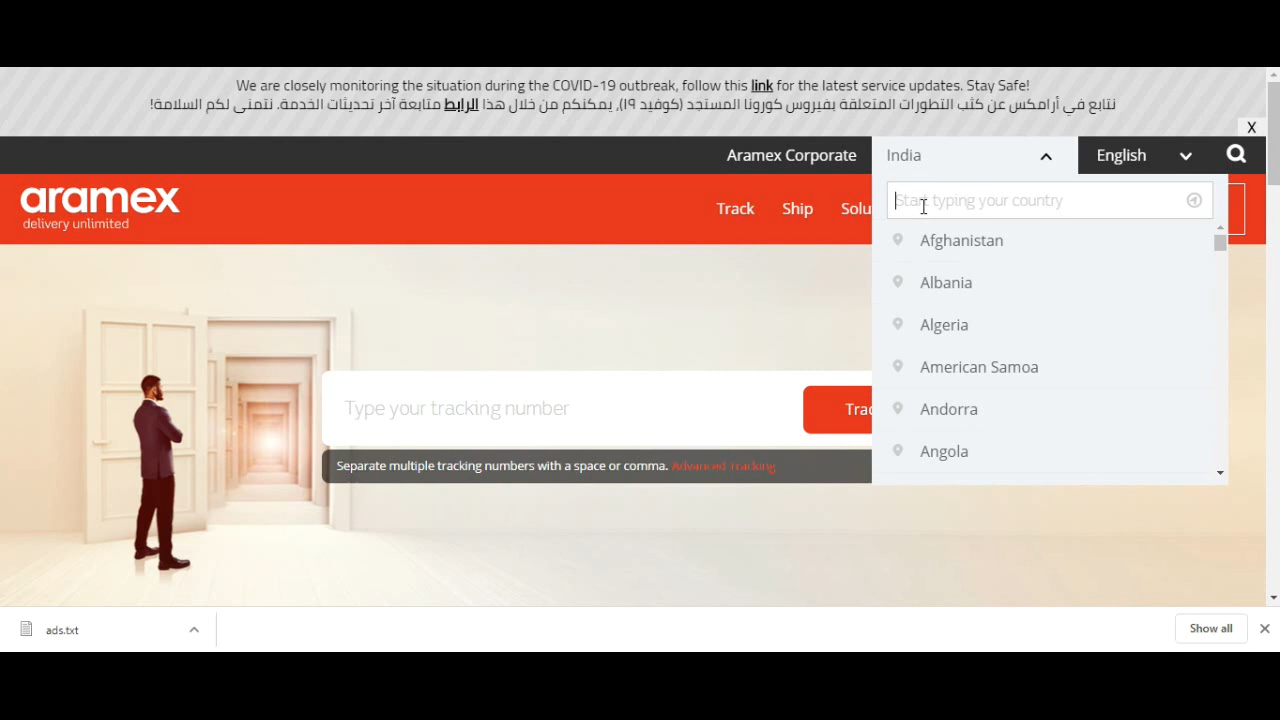 We are closely monitoring the situation during the COVID-19 outbreak, follow this link for the latest service updates. Stay Safe!
نتابع في أرامكس عن كثب التطورات المتعلقة بفيروس كورونا المستجد (كوفيد ١٩)، يمكنكم من خلال هذا الرابط متابعة آخر تحديثات الخدمة. نتمنى لكم السلامة!
X
Aramex Corporate India English
aramex
delivery unlimited
Track Ship Solu
Start typing your country
Afghanistan
Albania
Algeria
American Samoa
Andorra
Angola
Type your tracking number
Trac
Separate multiple tracking numbers with a space or comma. Advanced Tracking
ads.txt
Show all